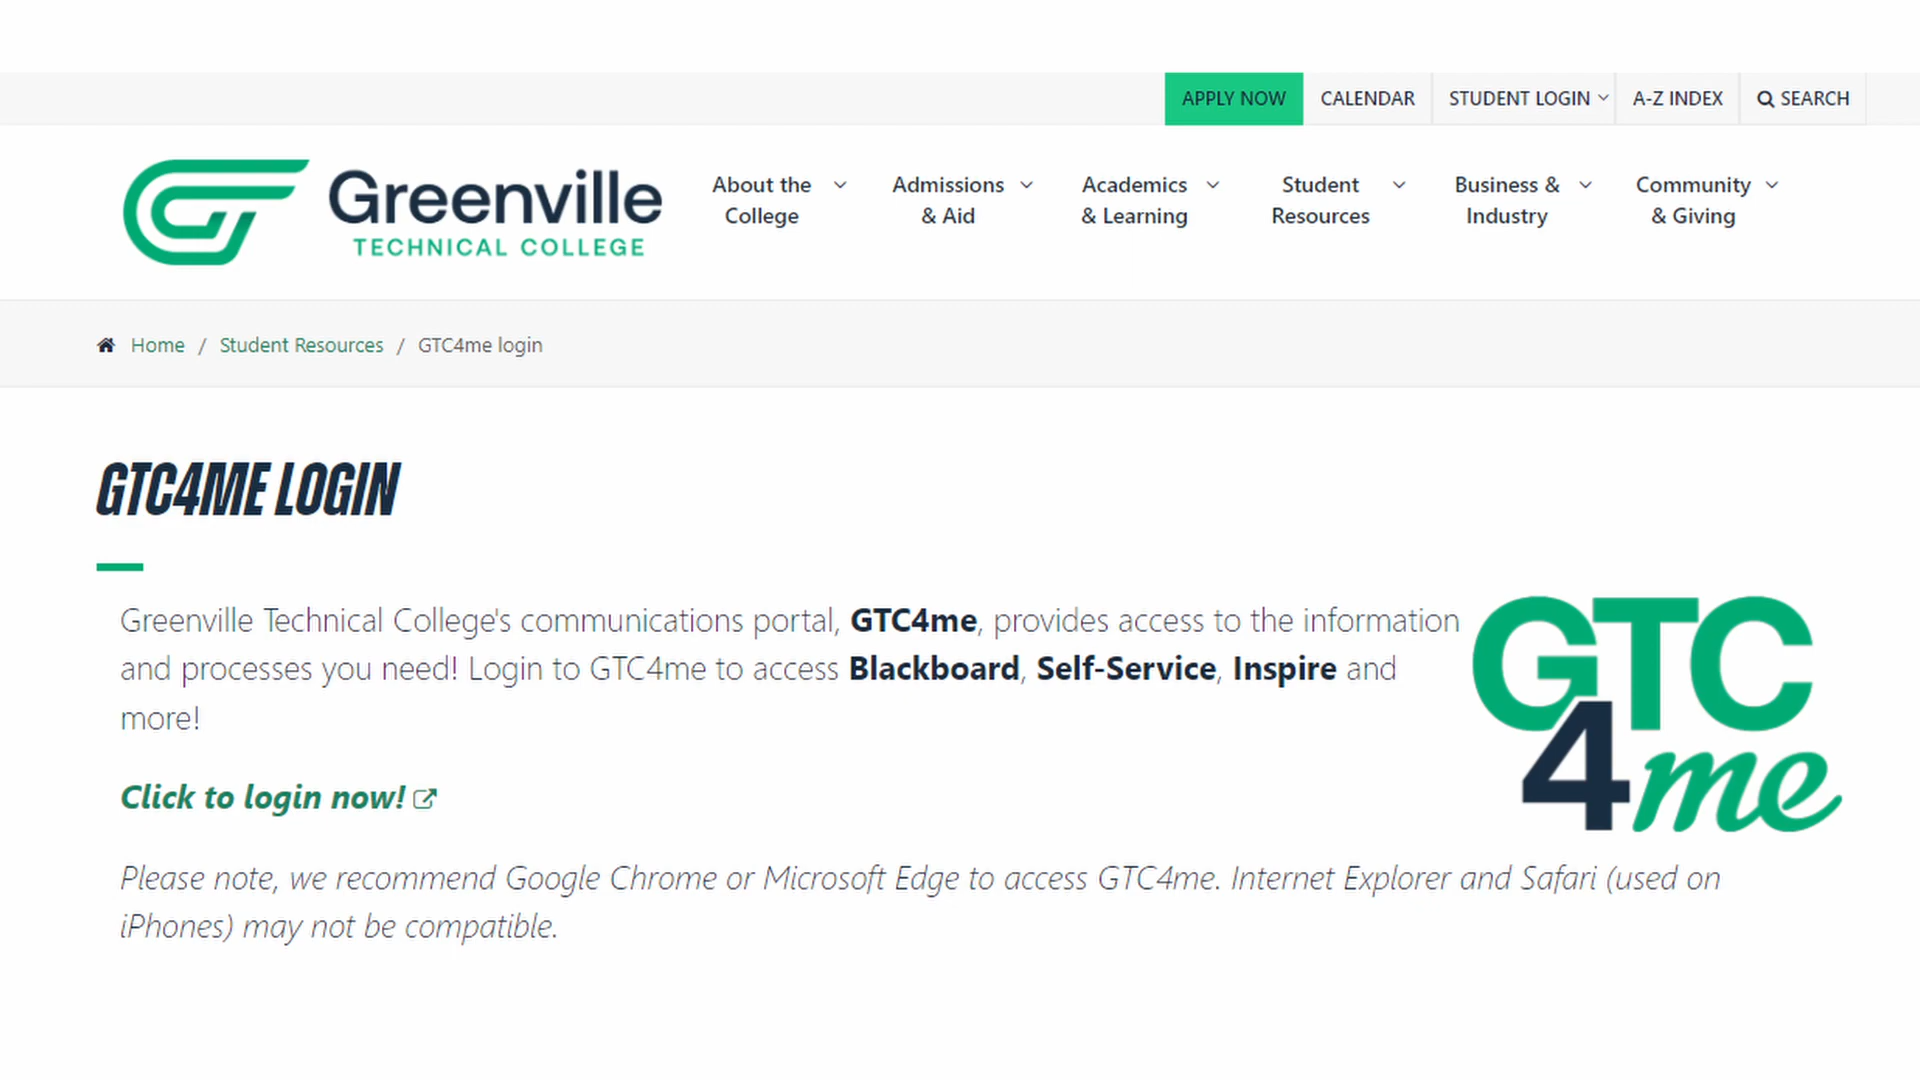 APPLY NOW CALENDAR STUDENT LOGIN A-Z INDEX SEARCH
Greenville
TECHNICAL COLLEGE
About the College
Admissions & Aid
Academics & Learning
Student Resources
Business & Industry
Community & Giving
Home / Student Resources / GTC4me login
GTC4ME LOGIN
Greenville Technical College's communications portal, GTC4me, provides access to the information
and processes you need! Login to GTC4me to access Blackboard, Self-Service, Inspire and
more!
GTC
4me
Click to login now!
Please note, we recommend Google Chrome or Microsoft Edge to access GTC4me. Internet Explorer and Safari (used on
iPhones) may not be compatible.